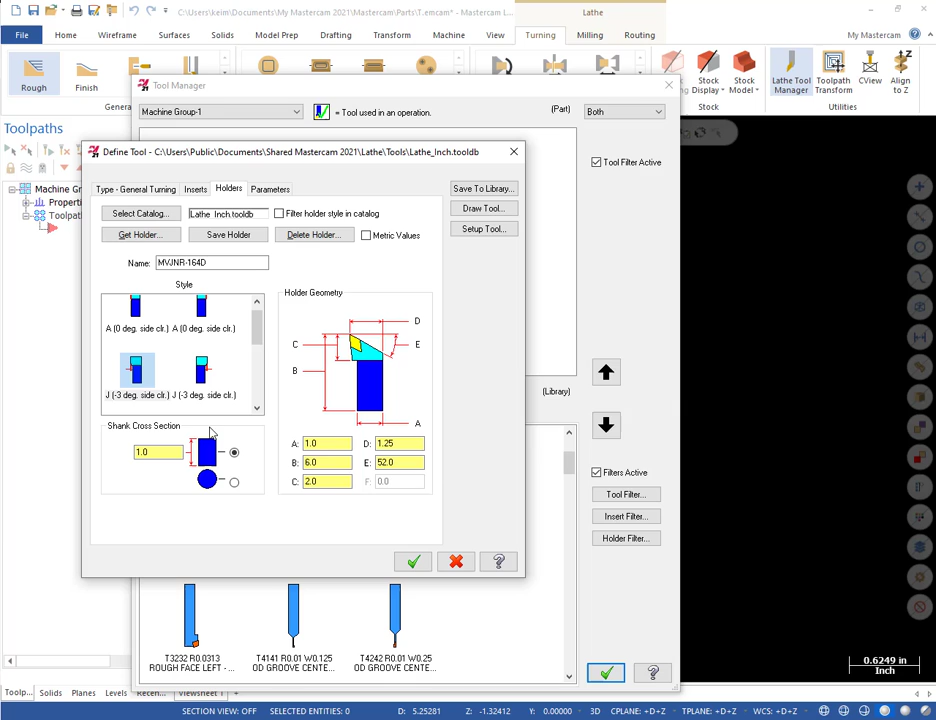 C:\Users\keim\Documents\My Mastercam 2021\Mastercam\Parts\T.emcam* - Mastercam L...
Lathe
File
Home
Wireframe
Surfaces
Solids
Model Prep
Drafting
Transform
Machine
View
Turning
Milling
Routing
My Mastercam
Rough
Finish
Genera
Stock Shading
Stock
Display
Stock
Model
Stock
Lathe Tool
Manager
Toolpath
Transform
CView
Align
to Z
Utilities
Toolpaths
Machine Gr
Propert
Toolpat
Tool Manager
Machine Group-1
= Tool used in an operation.
(Part)
Both
Tool Filter Active
Define Tool - C:\Users\Public\Documents\Shared Mastercam 2021\Lathe\Tools\Lathe_Inch.tooldb
Type - General Turning
Inserts
Holders
Parameters
Save To Library...
Draw Tool...
Setup Tool...
Select Catalog...
Lathe_Inch.tooldb
Filter holder style in catalog
Get Holder...
Save Holder
Delete Holder...
Metric Values
Name:
MVJNR-164D
Style
A (0 deg. side clr.)
A (0 deg. side clr.)
J (-3 deg. side clr.)
J (-3 deg. side clr.)
Shank Cross Section
1.0
Holder Geometry
D
C
E
B
A
A: 1.0
D: 1.25
B: 6.0
E: 52.0
C: 2.0
F: 0.0
(Library)
Filters Active
Tool Filter...
Insert Filter...
Holder Filter...
T3232 R0.0313
ROUGH FACE LEFT - ...
T4141 R0.01 W0.125
OD GROOVE CENTE...
T4242 R0.01 W0.25
OD GROOVE CENTE...
0.6249 in
Inch
Toolp...
Solids
Planes
Levels
Recen...
Viewsheet 1
SECTION VIEW: OFF
SELECTED ENTITIES: 0
D: 5.25281
Z: -1.32412
Y: 0.00000
3D
CPLANE: +D+Z
TPLANE: +D+Z
WCS: +D+Z